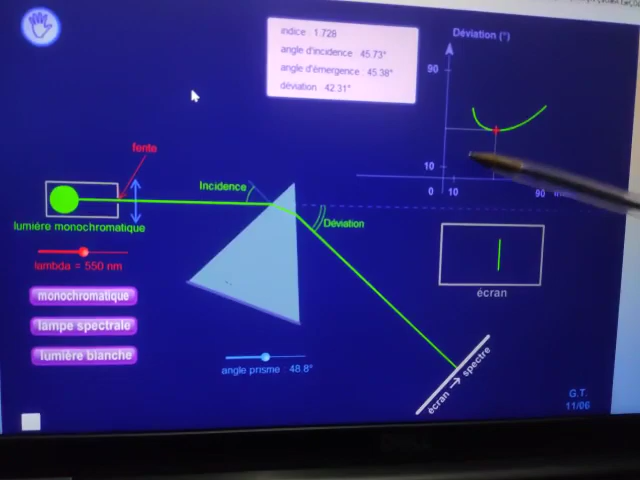 indice : 1.728
angle d'incidence : 45.73°
angle d'émergence : 45.38°
déviation : 42.31°
Déviation (°)
90
10
0
10
90
fente
Incidence
Déviation
lumière monochromatique
lambda = 550 nm
monochromatique
lampe spectrale
lumière blanche
angle prisme : 48.8°
écran
écran → spectre
G.T.
11/06